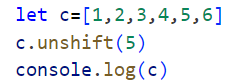 let c=[1,2,3,4,5,6]
c.unshift(5)
console.log(c)